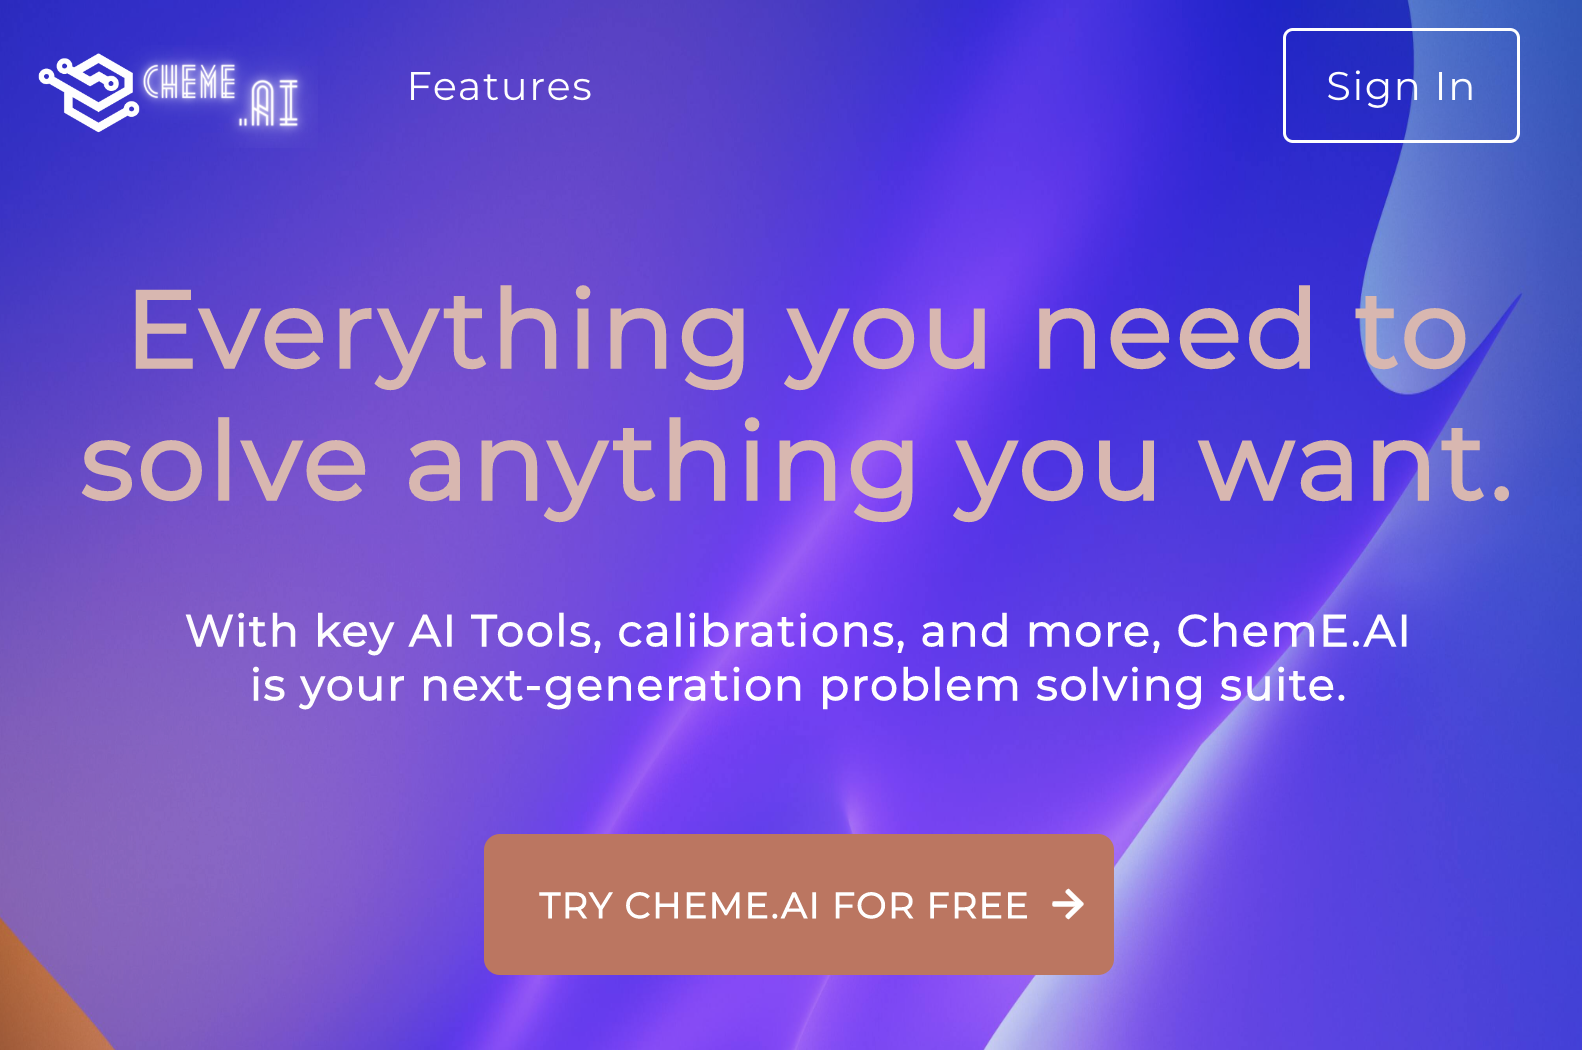 CHEME
.AI
Features
Sign In
Everything you need to
solve anything you want.
With key AI Tools, calibrations, and more, ChemE.AI
is your next-generation problem solving suite.
TRY CHEME.AI FOR FREE